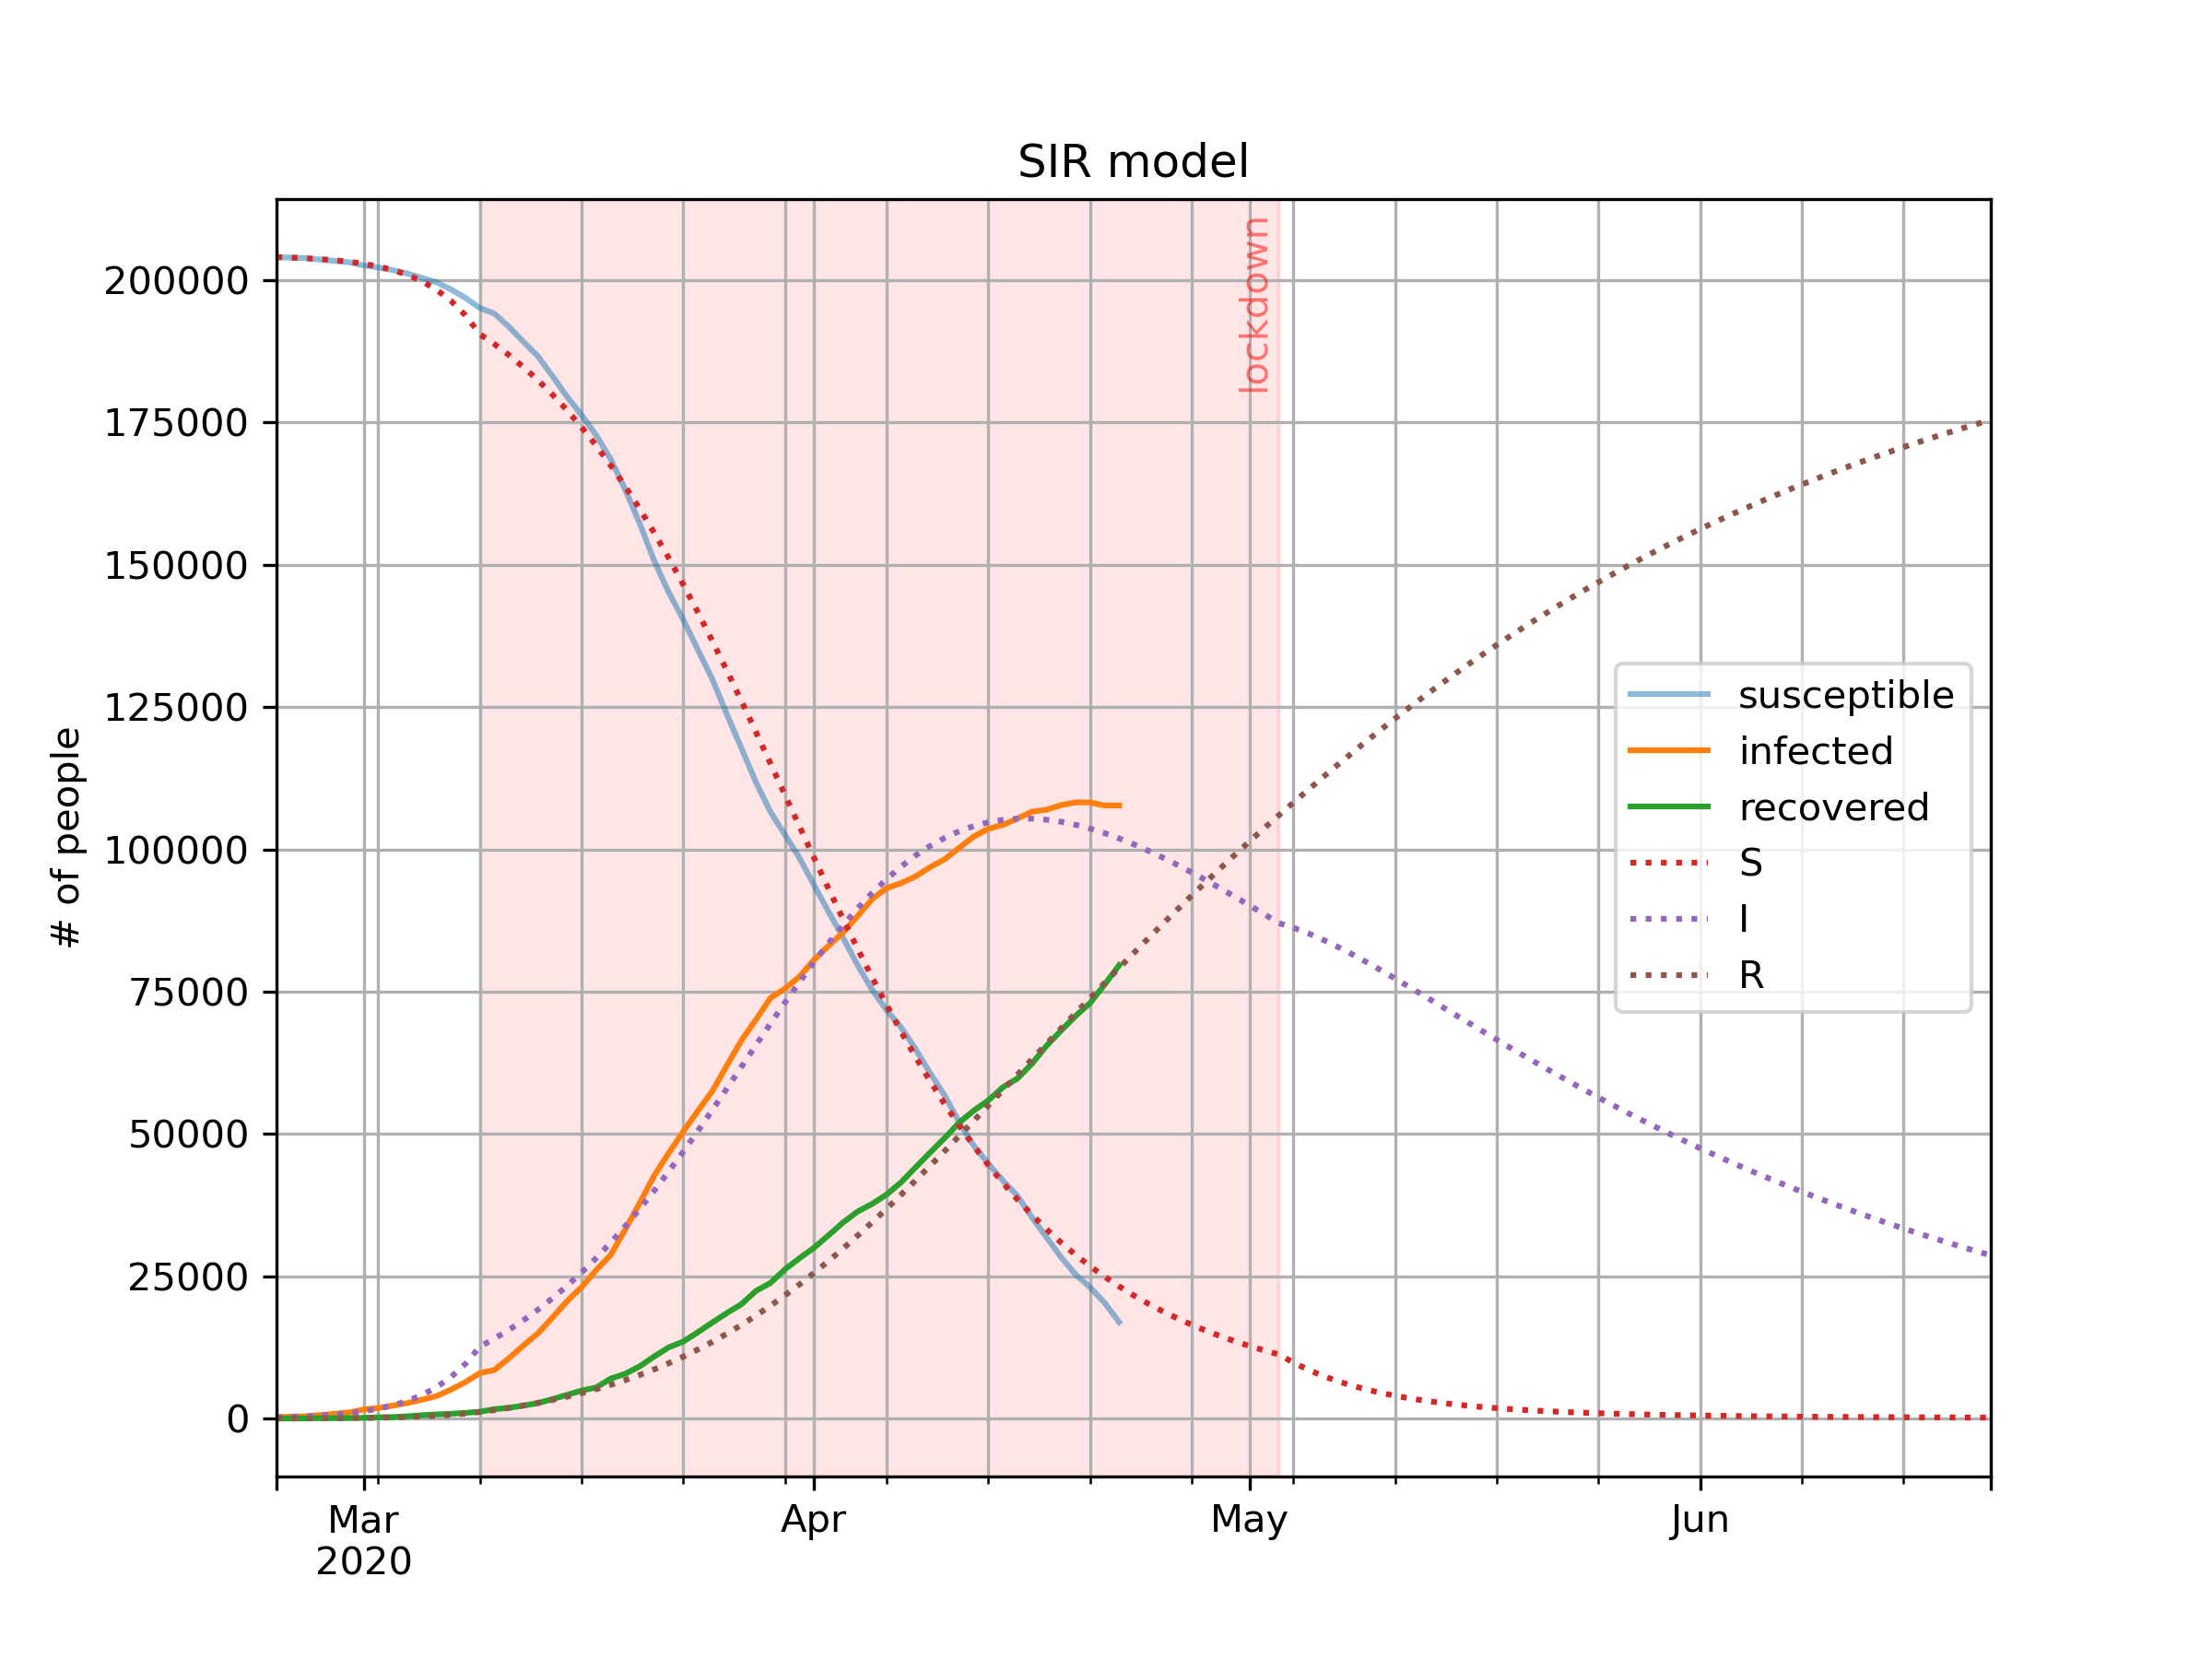 SIR model
# of people
200000
175000
150000
125000
100000
75000
50000
25000
0
lockdown
susceptible
infected
recovered
S
I
R
Mar
2020
Apr
May
Jun